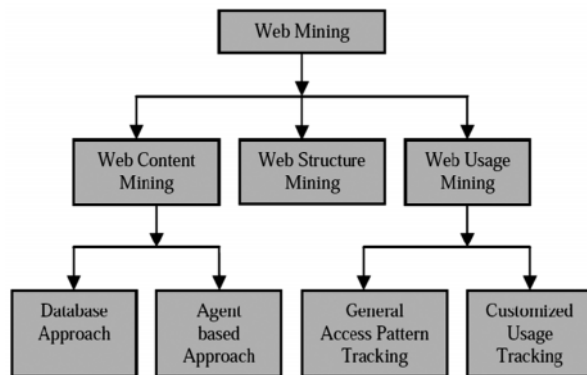 Web Mining
Web Content
Mining
Web Structure
Mining
Web Usage
Mining
Database
Approach
Agent
based
Approach
General
Access Pattern
Tracking
Customized
Usage
Tracking